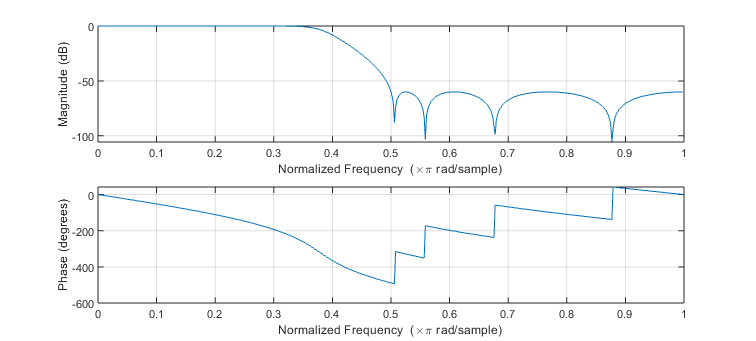 0
-50
-100
Magnitude (dB)
0 0.1 0.2 0.3 0.4 0.5 0.6 0.7 0.8 0.9 1
Normalized Frequency (×π rad/sample)
0
-200
-400
-600
Phase (degrees)
0 0.1 0.2 0.3 0.4 0.5 0.6 0.7 0.8 0.9 1
Normalized Frequency (×π rad/sample)